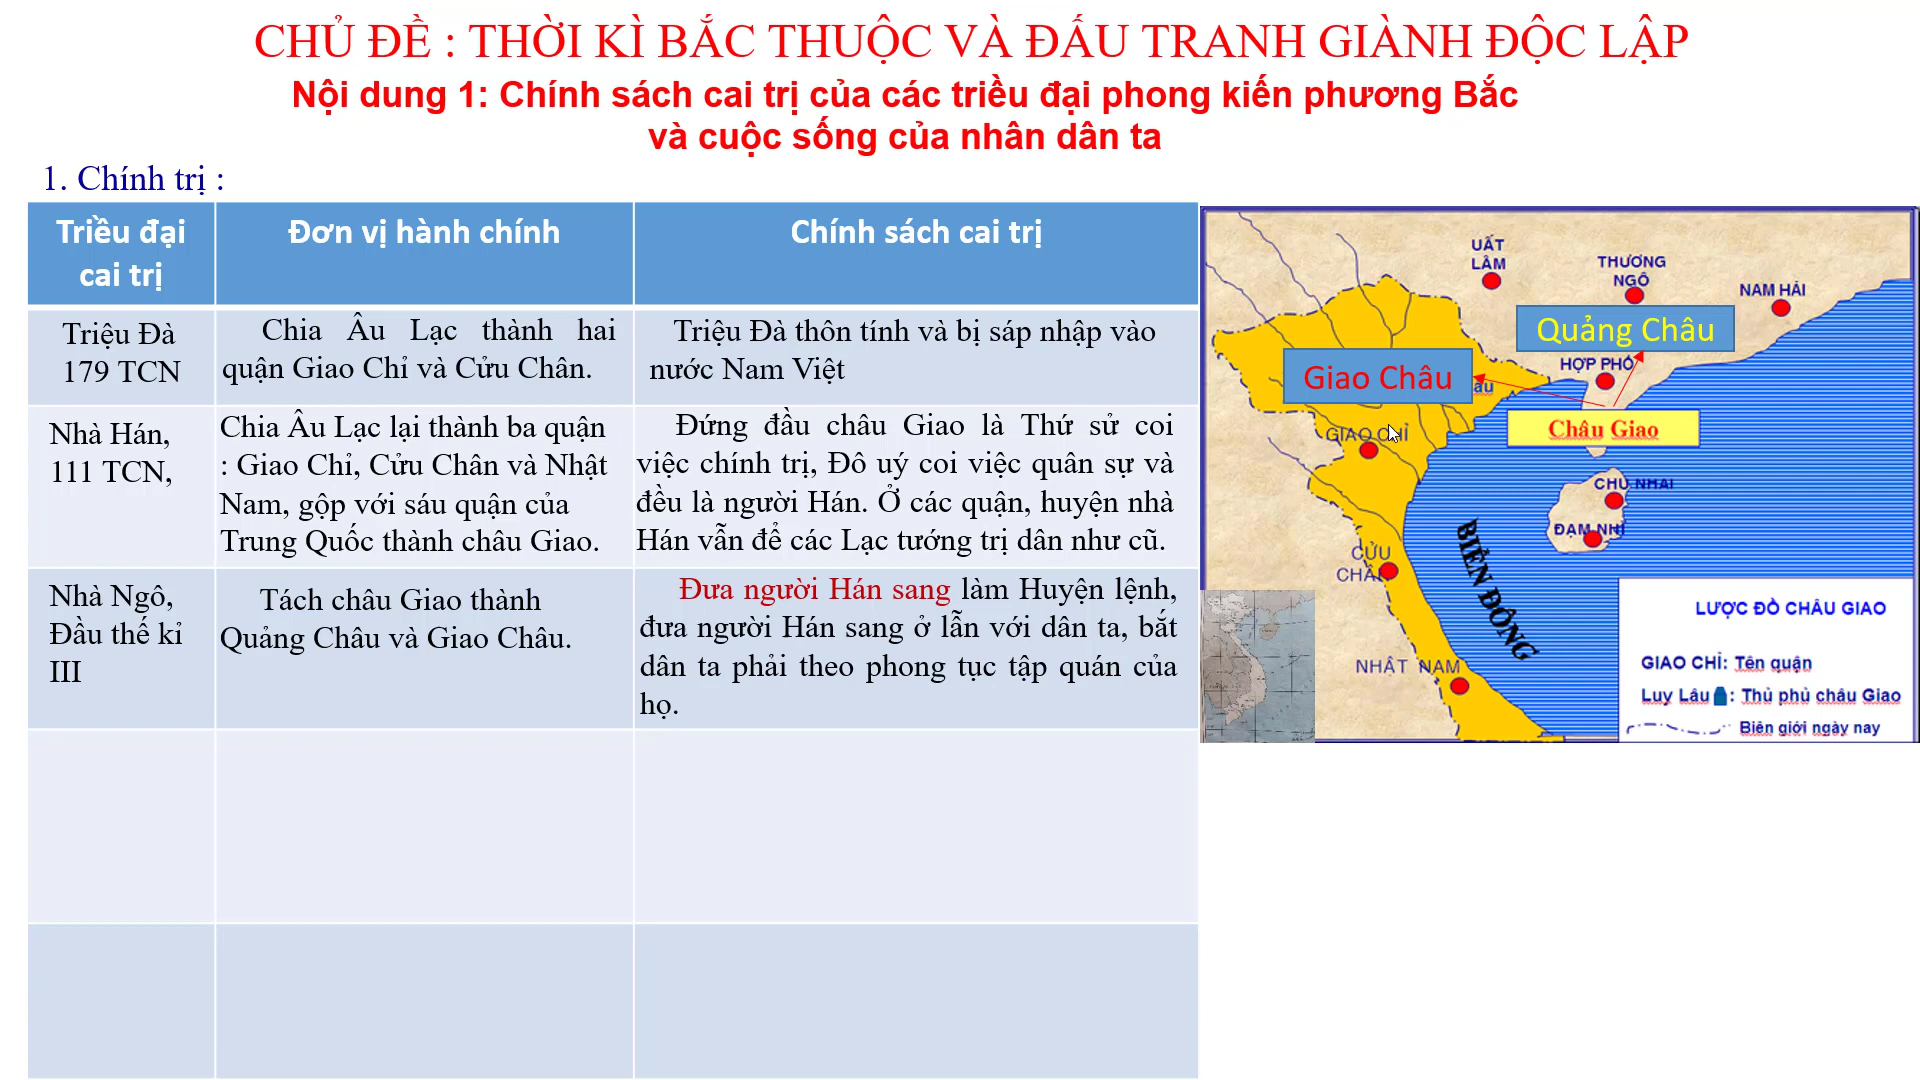 CHỦ ĐỀ : THỜI KÌ BẮC THUỘC VÀ ĐẤU TRANH GIÀNH ĐỘC LẬP
Nội dung 1: Chính sách cai trị của các triều đại phong kiến phương Bắc
và cuộc sống của nhân dân ta
1. Chính trị :
Triều đại
cai trị
Đơn vị hành chính
Chính sách cai trị
Triệu Đà
179 TCN
Chia Âu Lạc thành hai
quận Giao Chỉ và Cửu Chân.
Triệu Đà thôn tính và bị sáp nhập vào
nước Nam Việt
Nhà Hán,
111 TCN,
Chia Âu Lạc lại thành ba quận
: Giao Chỉ, Cửu Chân và Nhật
Nam, gộp với sáu quận của
Trung Quốc thành châu Giao.
Đứng đầu châu Giao là Thứ sử coi
việc chính trị, Đô uý coi việc quân sự và
đều là người Hán. Ở các quận, huyện nhà
Hán vẫn để các Lạc tướng trị dân như cũ.
Nhà Ngô,
Đầu thế kỉ
III
Tách châu Giao thành
Quảng Châu và Giao Châu.
Đưa người Hán sang làm Huyện lệnh,
đưa người Hán sang ở lẫn với dân ta, bắt
dân ta phải theo phong tục tập quán của
họ.
UẤT
LÂM
THƯƠNG
NGÔ
NAM HẢI
Quảng Châu
HỢP PHỐ
Giao Châu
âu
Châu Giao
GIAO CHỈ
CHU NHAI
ĐẠM NHĨ
CỬU
CHÂN
BIỂN ĐÔNG
NHẬT NAM
LƯỢC ĐỒ CHÂU GIAO
GIAO CHỈ: Tên quận
Luy Lâu : Thủ phủ châu Giao
Biên giới ngày nay